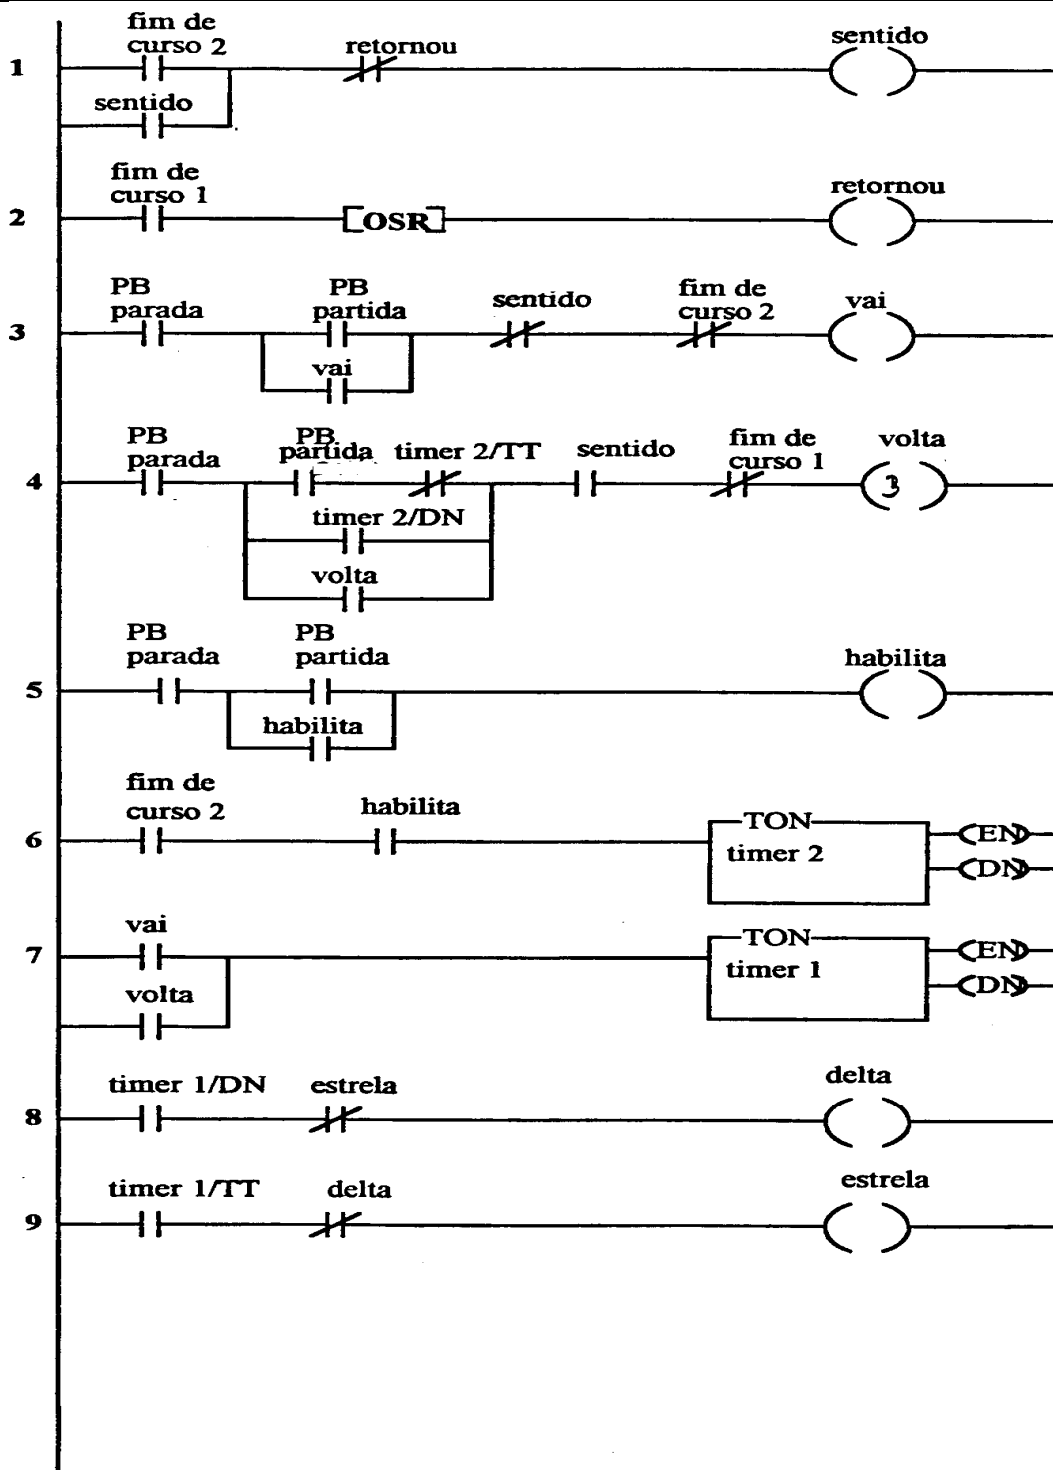 fim de
curso 2
retornou
sentido
1
sentido
fim de
curso 1
retornou
2
OSR
PB
parada
PB
partida
sentido
fim de
curso 2
vai
3
vai
PB
parada
PB
partida
timer 2/TT
sentido
fim de
curso 1
volta
4
3
timer 2/DN
volta
PB
parada
PB
partida
habilita
5
habilita
fim de
curso 2
habilita
6
TON
timer 2
EN
DN
vai
7
TON
timer 1
EN
DN
volta
timer 1/DN
estrela
delta
8
timer 1/TT
delta
estrela
9